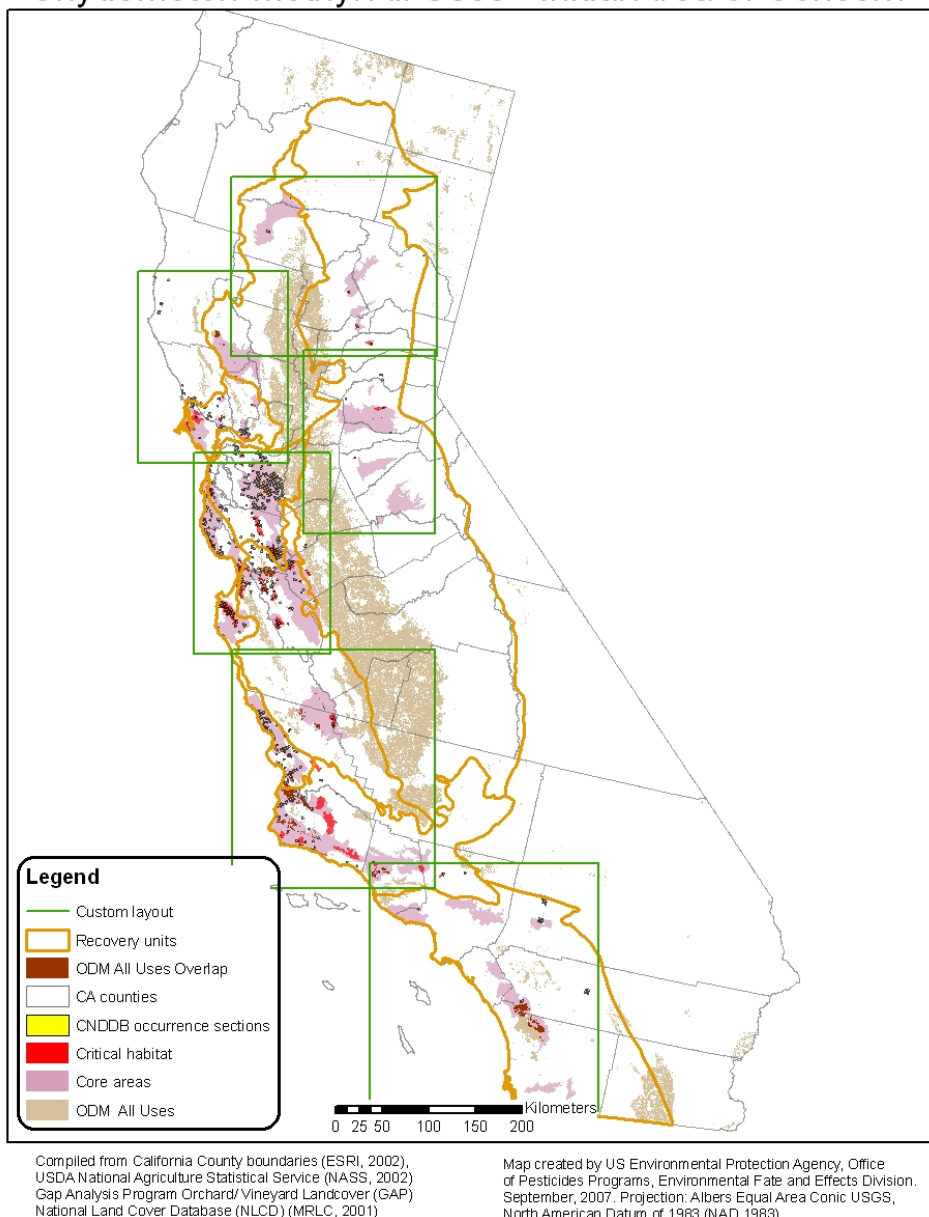 Legend
Custom layout
Recovery units
ODM All Uses Overlap
CA counties
CNDDB occurrence sections
Critical habitat
Core areas
ODM All Uses
Kilometers
0 25 50 100 150 200
Compiled from California County boundaries (ESRI, 2002),
USDA National Agriculture Statistical Service (NASS, 2002)
Gap Analysis Program Orchard/Vineyard Landcover (GAP)
National Land Cover Database (NLCD) (MRLC, 2001)
Map created by US Environmental Protection Agency, Office
of Pesticides Programs, Environmental Fate and Effects Division.
September, 2007. Projection: Albers Equal Area Conic USGS,
North American Datum of 1983 (NAD 1983)